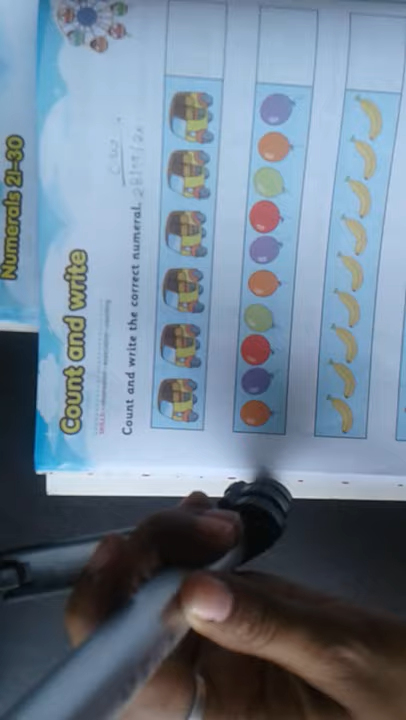 Numerals 21-30
Count and write
Count and write the correct numeral.